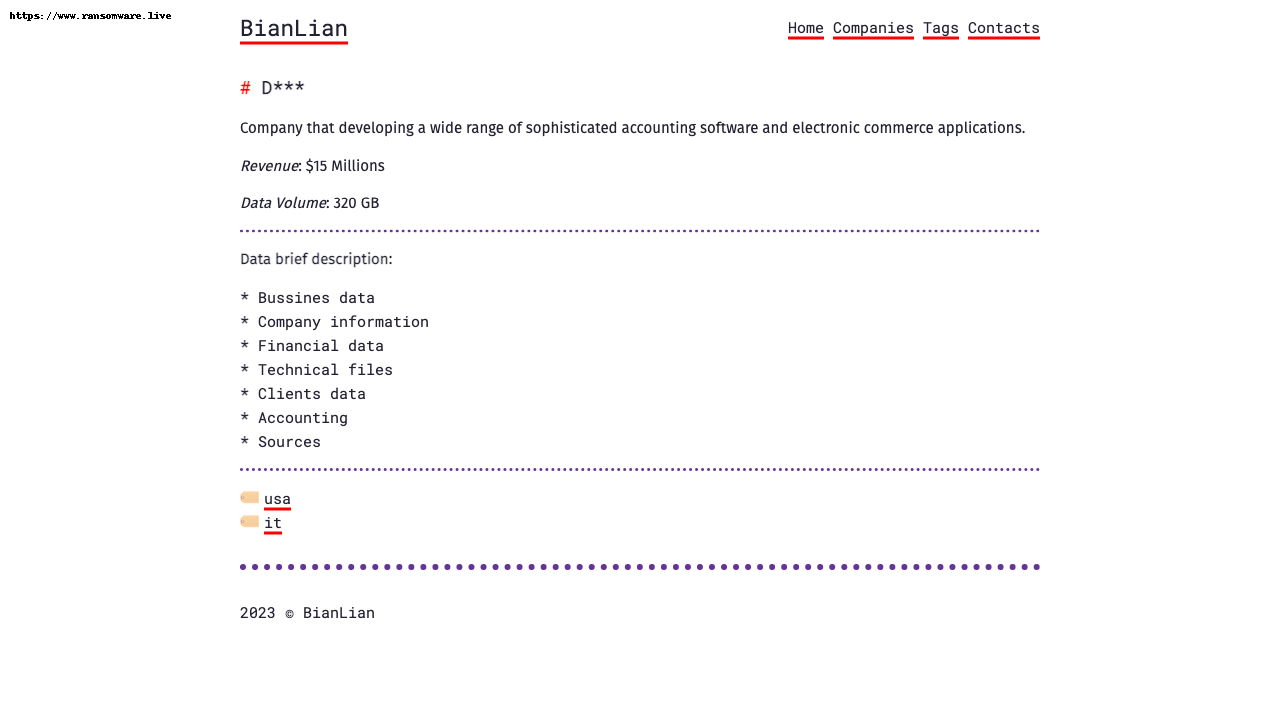 https://www.ransomware.live
BianLian
Home Companies Tags Contacts
# D***
Company that developing a wide range of sophisticated accounting software and electronic commerce applications.
Revenue: $15 Millions
Data Volume: 320 GB
Data brief description:
* Bussines data
* Company information
* Financial data
* Technical files
* Clients data
* Accounting
* Sources
usa
it
2023 © BianLian